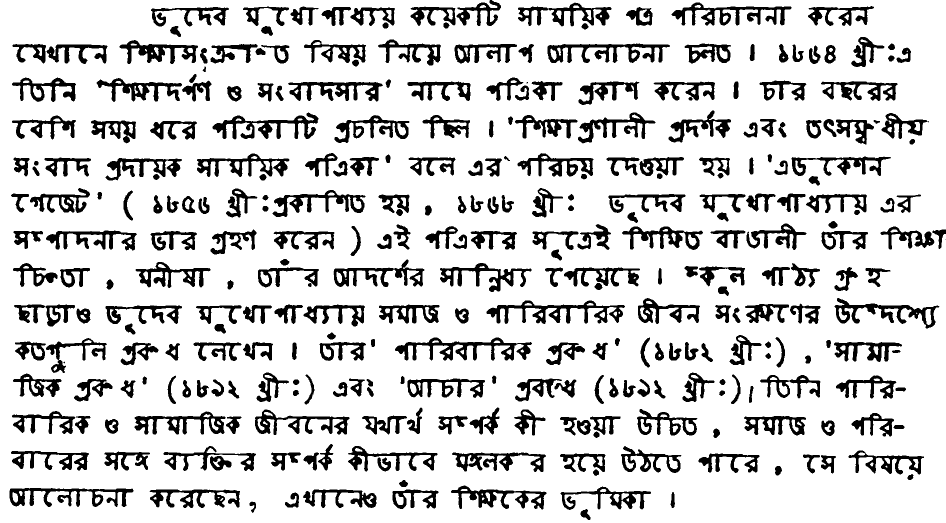 ভূদেব মুখোপাধ্যায় কয়েকটি সাময়িক পত্র পরিচালনা করেন
যেখানে শিক্ষাসংক্রান্ত বিষয় নিয়ে আলাপ আলোচনা চলত । ১৮৬৪ খ্রী:এ
তিনি 'শিক্ষাদর্পণ ও সংবাদসার' নামে পত্রিকা প্রকাশ করেন । চার বছরের
বেশি সময় ধরে পত্রিকাটি প্রচলিত ছিল । 'শিক্ষাপ্রণালী প্রদর্শক এবং তৎসম্বন্ধীয়
সংবাদ প্রদায়ক সাময়িক পত্রিকা' বলে এর পরিচয় দেওয়া হয় । 'এডুকেশন
গেজেট' ( ১৮৫৬ খ্রী:প্রকাশিত হয় , ১৮৬৮ খ্রী: ভূদেব মুখোপাধ্যায় এর
সম্পাদনার ভার গ্রহণ করেন ) এই পত্রিকার সূত্রেই শিক্ষিত বাঙালী তাঁর শিক্ষা
চিন্তা , মনীষা , তাঁর আদর্শের সান্নিধ্য পেয়েছে । স্কুল পাঠ্য গ্রন্থ
ছাড়াও ভূদেব মুখোপাধ্যায় সমাজ ও পারিবারিক জীবন সংরক্ষণের উদ্দেশ্যে
কতগুলি প্রবন্ধ লেখেন । তাঁর' পারিবারিক প্রবন্ধ' (১৮৮২ খ্রী:) , 'সামা-
জিক প্রবন্ধ' (১৮৯২ খ্রী:) এবং 'আচার' প্রবন্ধে (১৮৯২ খ্রী:), তিনি পারি-
বারিক ও সামাজিক জীবনের যথার্থ সম্পর্ক কী হওয়া উচিত , সমাজ ও পরি-
বারের সঙ্গে ব্যক্তির সম্পর্ক কীভাবে মঙ্গলকার হয়ে উঠতে পারে , সে বিষয়ে
আলোচনা করেছেন, এখানেও তাঁর শিক্ষকের ভূমিকা ।